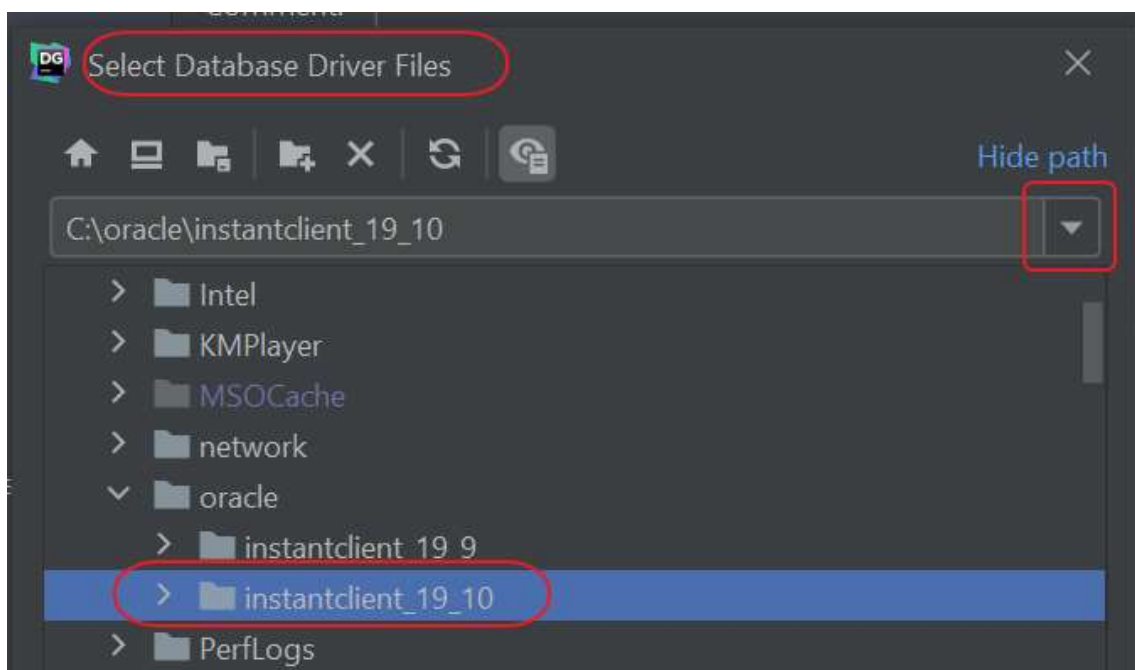 DG
Select Database Driver Files
Hide path
C:\oracle\instantclient_19_10
Intel
KMPlayer
MSOCache
network
oracle
instantclient_19_9
instantclient_19_10
PerfLogs